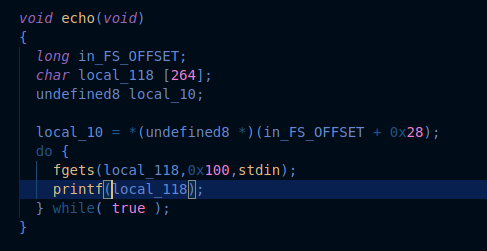 void echo(void)
{
  long in_FS_OFFSET;
  char local_118 [264];
  undefined8 local_10;
  local_10 = *(undefined8 *)(in_FS_OFFSET + 0x28);
  do {
    fgets(local_118,0x100,stdin);
    printf(local_118);
  } while( true );
}